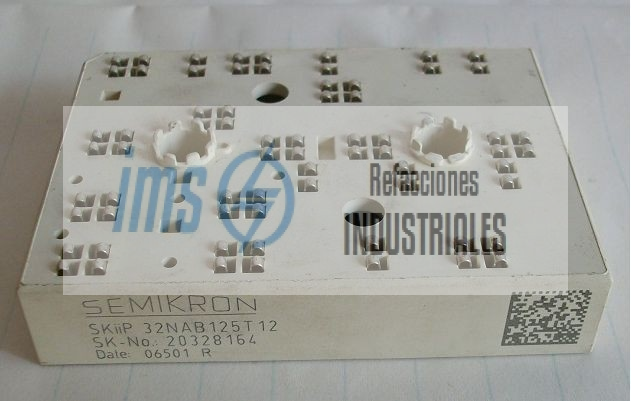 ims
Refacciones
INDUSTRIALES
SEMIKRON
SKiiP 32NAB125T12
SK-No.: 20328164
Date: 06501 R